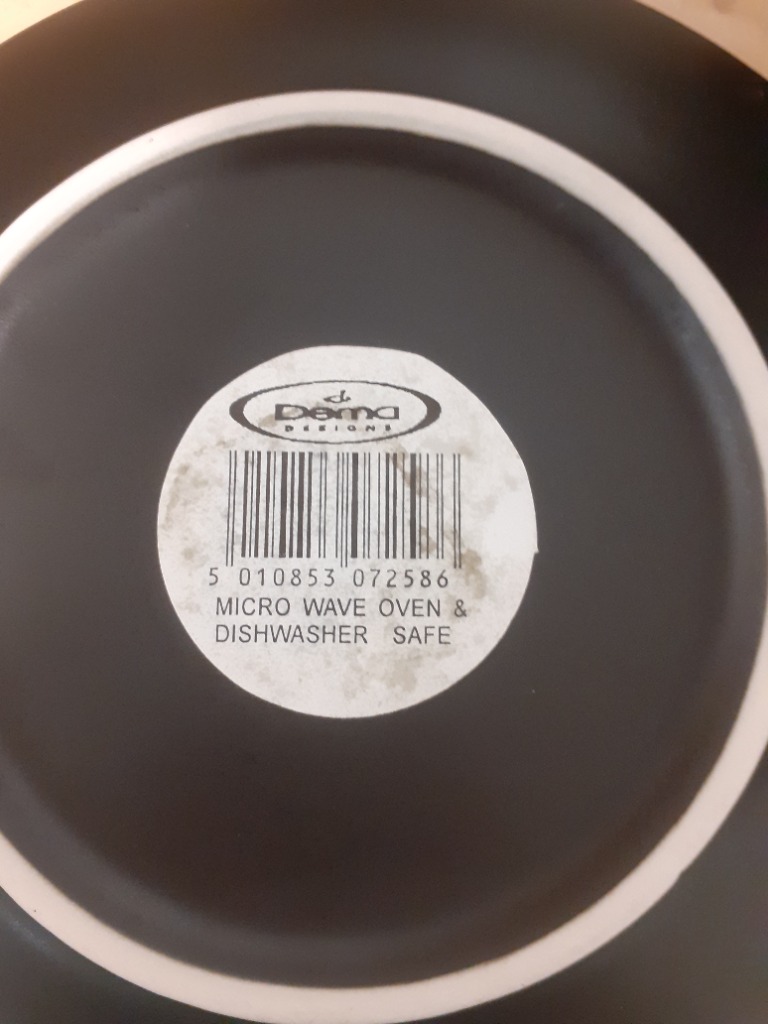 Dema
DESIGNS
5 010853 072586
MICRO WAVE OVEN &
DISHWASHER SAFE